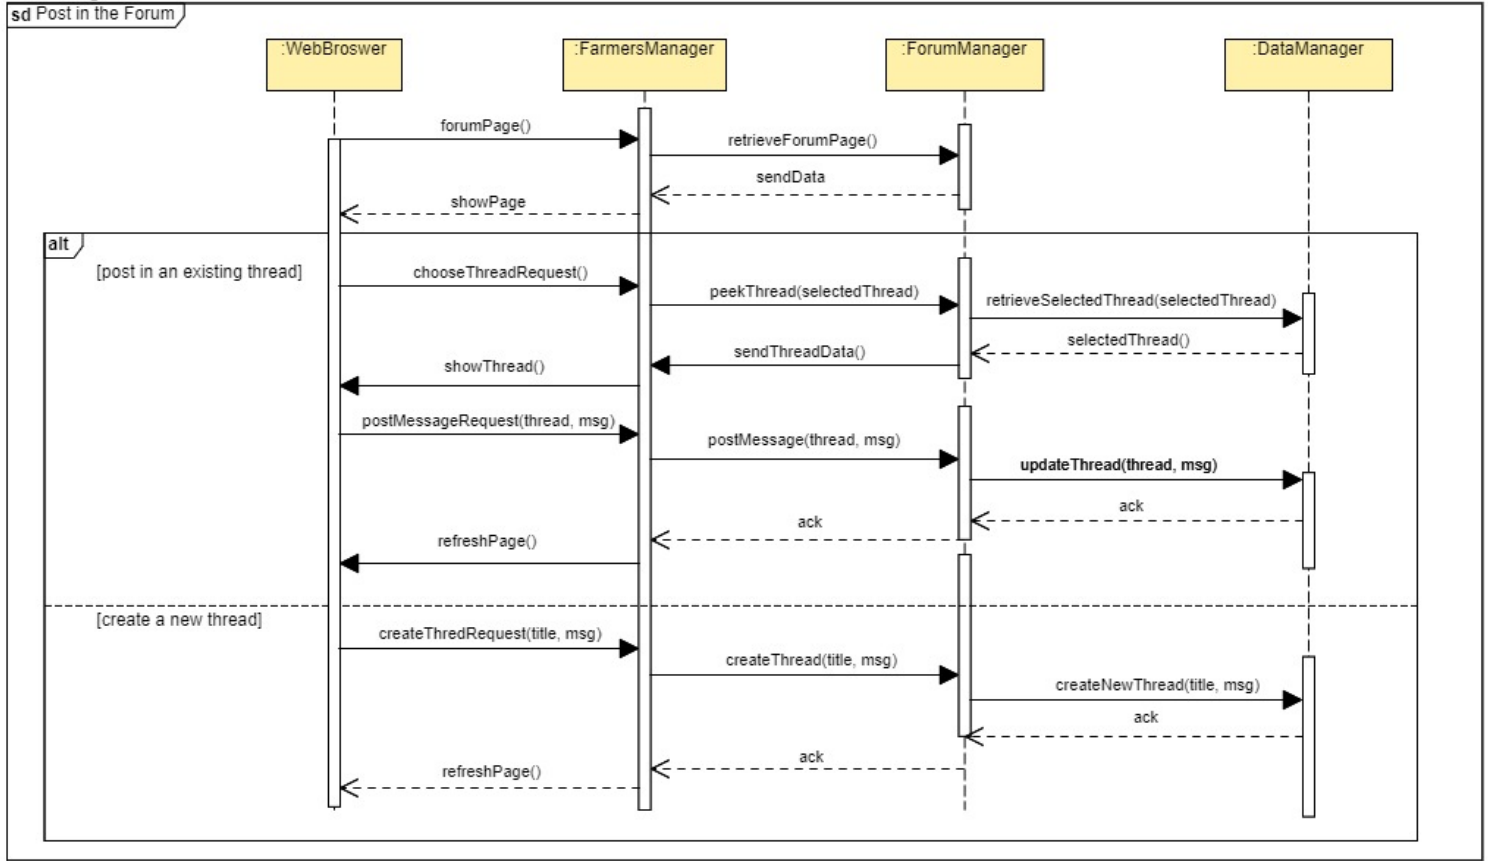 sd Post in the Forum
:WebBroswer
:FarmersManager
:ForumManager
:DataManager
forumPage()
retrieveForumPage()
sendData
showPage
alt
[post in an existing thread]
chooseThreadRequest()
peekThread(selectedThread)
retrieveSelectedThread(selectedThread)
selectedThread()
sendThreadData()
showThread()
postMessageRequest(thread, msg)
postMessage(thread, msg)
updateThread(thread, msg)
ack
ack
refreshPage()
[create a new thread]
createThredRequest(title, msg)
createThread(title, msg)
createNewThread(title, msg)
ack
ack
refreshPage()